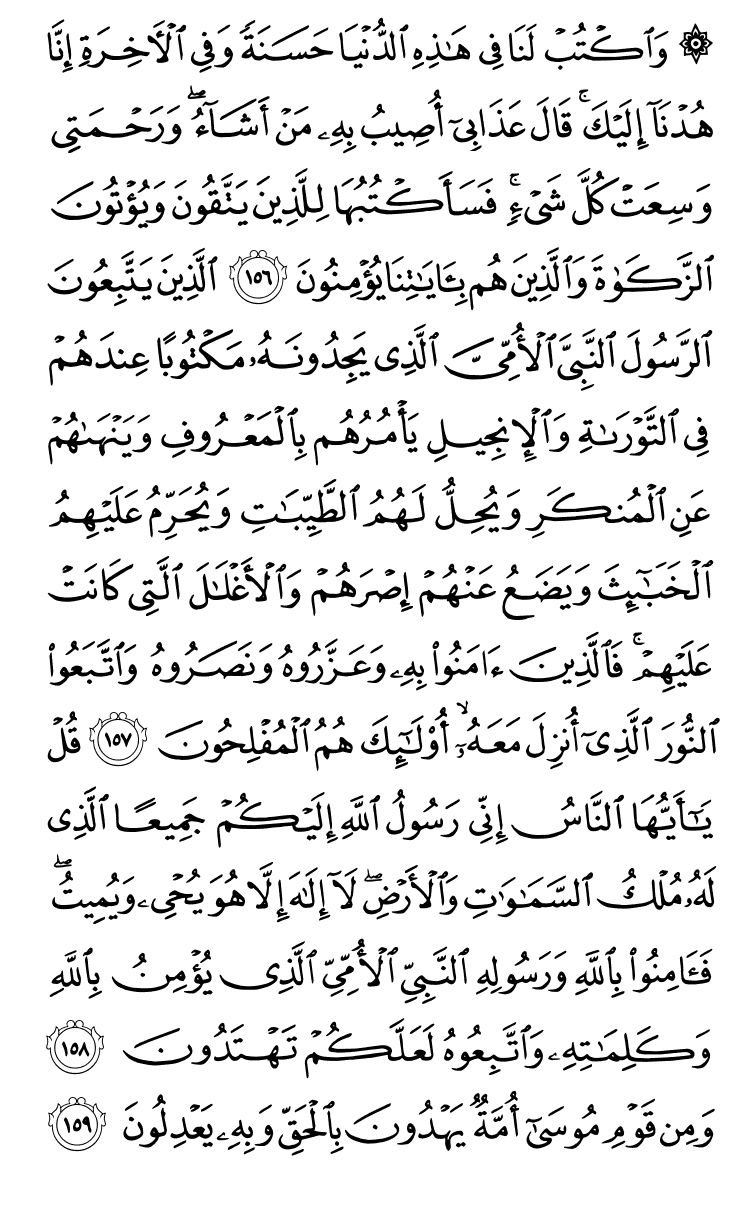 ۞ وَٱكْتُبْ لَنَا فِى هَـٰذِهِ ٱلدُّنْيَا حَسَنَةً وَفِى ٱلْـَٔاخِرَةِ إِنَّا
هُدْنَآ إِلَيْكَ ۚ قَالَ عَذَابِىٓ أُصِيبُ بِهِۦ مَنْ أَشَآءُ ۖ وَرَحْمَتِى
وَسِعَتْ كُلَّ شَىْءٍ ۚ فَسَأَكْتُبُهَا لِلَّذِينَ يَتَّقُونَ وَيُؤْتُونَ
ٱلزَّكَوٰةَ وَٱلَّذِينَ هُم بِـَٔايَـٰتِنَا يُؤْمِنُونَ ١٥٦ ٱلَّذِينَ يَتَّبِعُونَ
ٱلرَّسُولَ ٱلنَّبِىَّ ٱلْأُمِّىَّ ٱلَّذِى يَجِدُونَهُۥ مَكْتُوبًا عِندَهُمْ
فِى ٱلتَّوْرَىٰةِ وَٱلْإِنجِيلِ يَأْمُرُهُم بِٱلْمَعْرُوفِ وَيَنْهَىٰهُمْ
عَنِ ٱلْمُنكَرِ وَيُحِلُّ لَهُمُ ٱلطَّيِّبَـٰتِ وَيُحَرِّمُ عَلَيْهِمُ
ٱلْخَبَـٰٓئِثَ وَيَضَعُ عَنْهُمْ إِصْرَهُمْ وَٱلْأَغْلَـٰلَ ٱلَّتِى كَانَتْ
عَلَيْهِمْ ۚ فَٱلَّذِينَ ءَامَنُوا۟ بِهِۦ وَعَزَّرُوهُ وَنَصَرُوهُ وَٱتَّبَعُوا۟
ٱلنُّورَ ٱلَّذِىٓ أُنزِلَ مَعَهُۥٓ ۙ أُو۟لَـٰٓئِكَ هُمُ ٱلْمُفْلِحُونَ ١٥٧ قُلْ
يَـٰٓأَيُّهَا ٱلنَّاسُ إِنِّى رَسُولُ ٱللَّهِ إِلَيْكُمْ جَمِيعًا ٱلَّذِى
لَهُۥ مُلْكُ ٱلسَّمَـٰوَٰتِ وَٱلْأَرْضِ ۖ لَآ إِلَـٰهَ إِلَّا هُوَ يُحْىِۦ وَيُمِيتُ ۖ
فَـَٔامِنُوا۟ بِٱللَّهِ وَرَسُولِهِ ٱلنَّبِىِّ ٱلْأُمِّىِّ ٱلَّذِى يُؤْمِنُ بِٱللَّهِ
وَكَلِمَـٰتِهِۦ وَٱتَّبِعُوهُ لَعَلَّكُمْ تَهْتَدُونَ ١٥٨
وَمِن قَوْمِ مُوسَىٰٓ أُمَّةٌ يَهْدُونَ بِٱلْحَقِّ وَبِهِۦ يَعْدِلُونَ ١٥٩